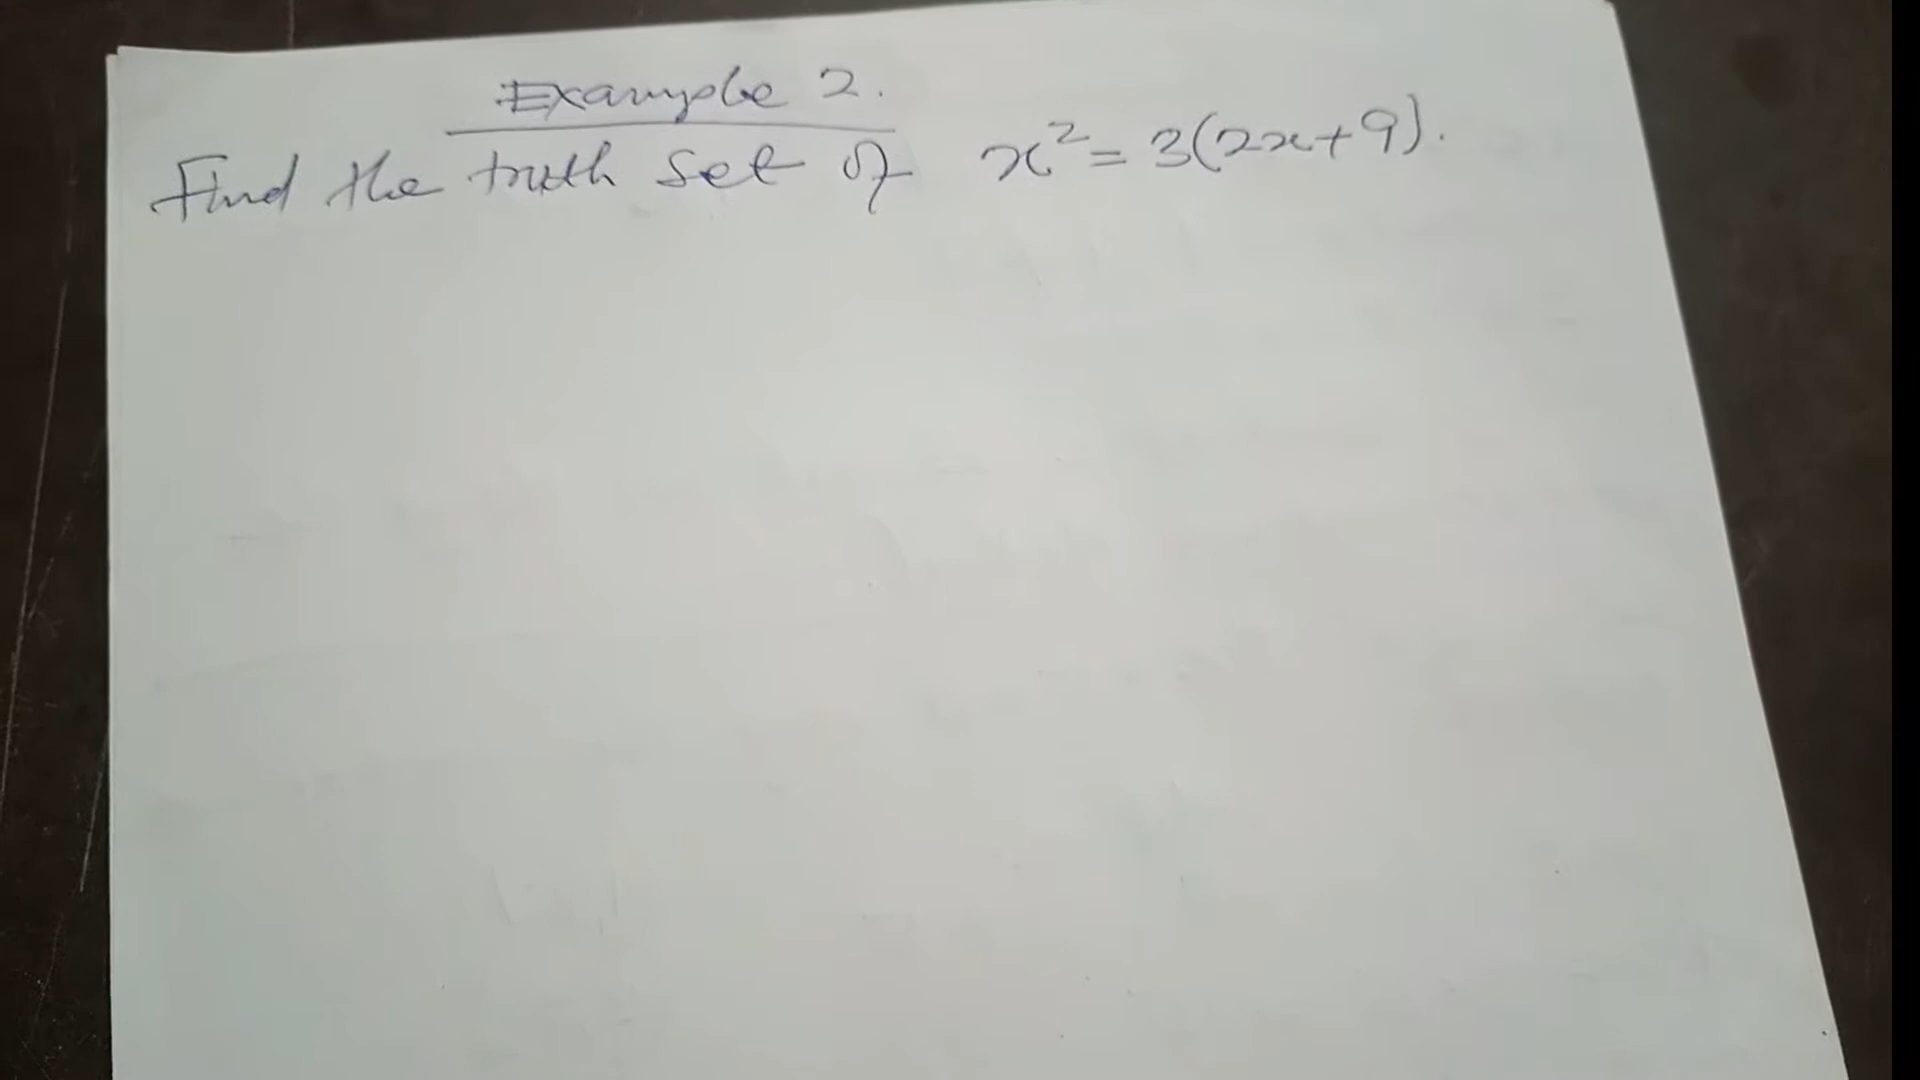 Example 2.
Find the truth set of x² = 3(2x+9).